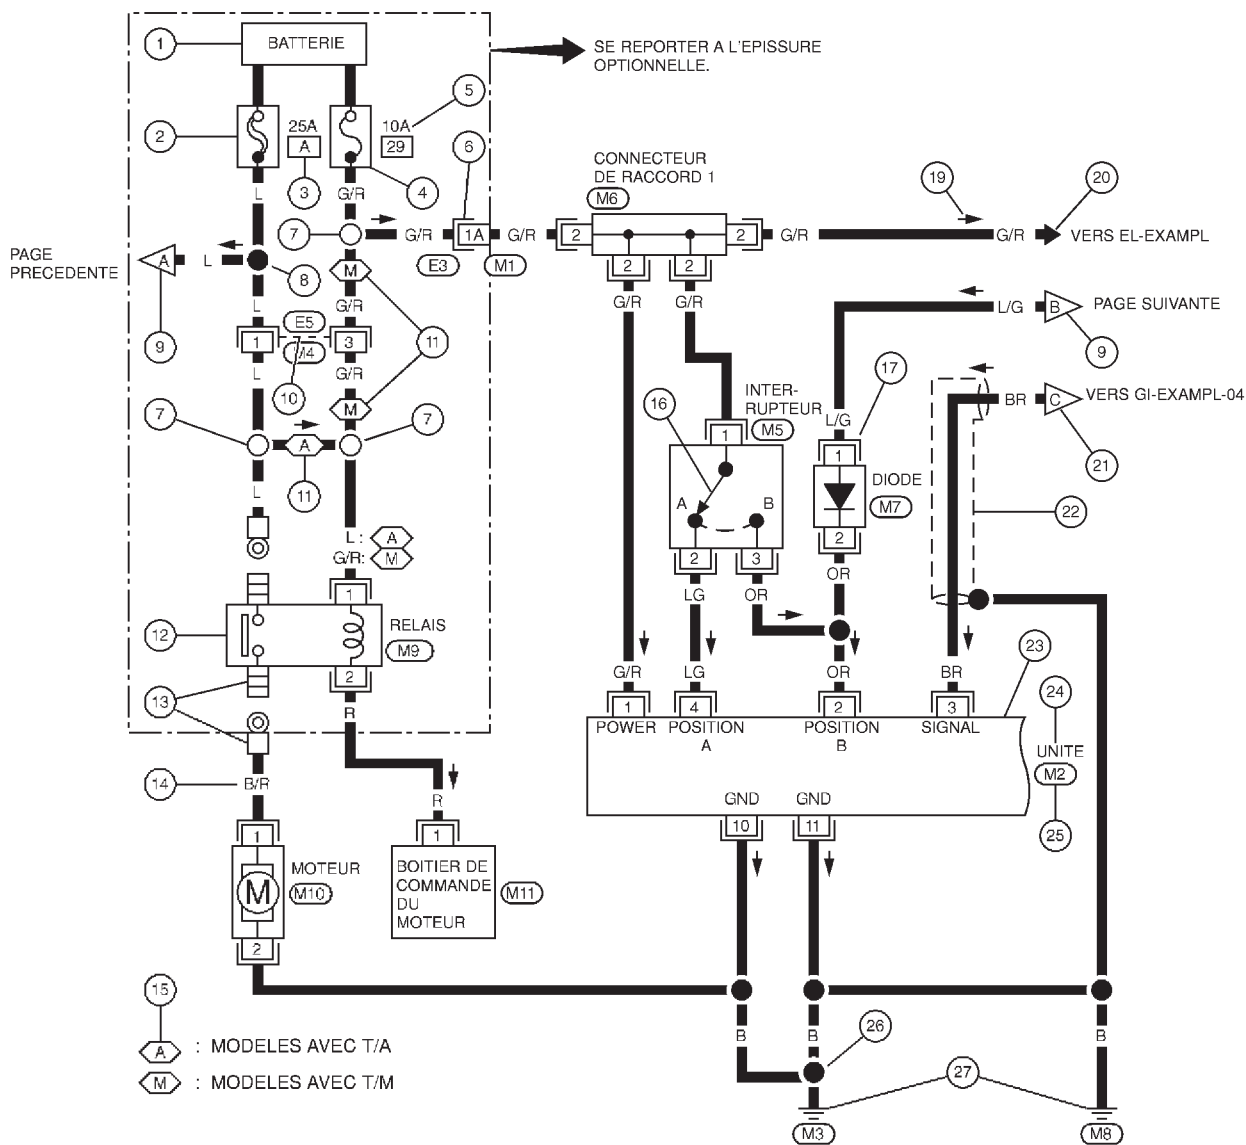 1
BATTERIE
SE REPORTER A L'EPISSURE
OPTIONNELLE.
5
2
25A
A
10A
29
6
3
4
L
G/R
CONNECTEUR
DE RACCORD 1
M6
19
20
7
G/R
1A
G/R
2
2
G/R
G/R
VERS EL-EXAMPL
E3
M1
PAGE
PRECEDENTE
A
L
8
M
2
2
L
G/R
G/R
G/R
L/G
B
PAGE SUIVANTE
E5
9
1
3
11
M4
9
17
L
G/R
10
INTER-
RUPTEUR
M5
BR
C
VERS GI-EXAMPL-04
7
M
7
16
L/G
1
1
A
21
11
L
DIODE
M7
A
B
22
L :
A
G/R:
M
2
2
3
OR
1
LG
OR
12
RELAIS
M9
23
13
2
G/R
LG
OR
BR
24
R
1
4
2
3
POWER
POSITION
A
POSITION
B
SIGNAL
UNITE
M2
14
B/R
R
GND
GND
25
1
1
10
11
MOTEUR
M10
M
BOITIER DE
COMMANDE
DU
MOTEUR
M11
2
15
26
B
B
B
A
: MODELES AVEC T/A
27
M
: MODELES AVEC T/M
M3
M8